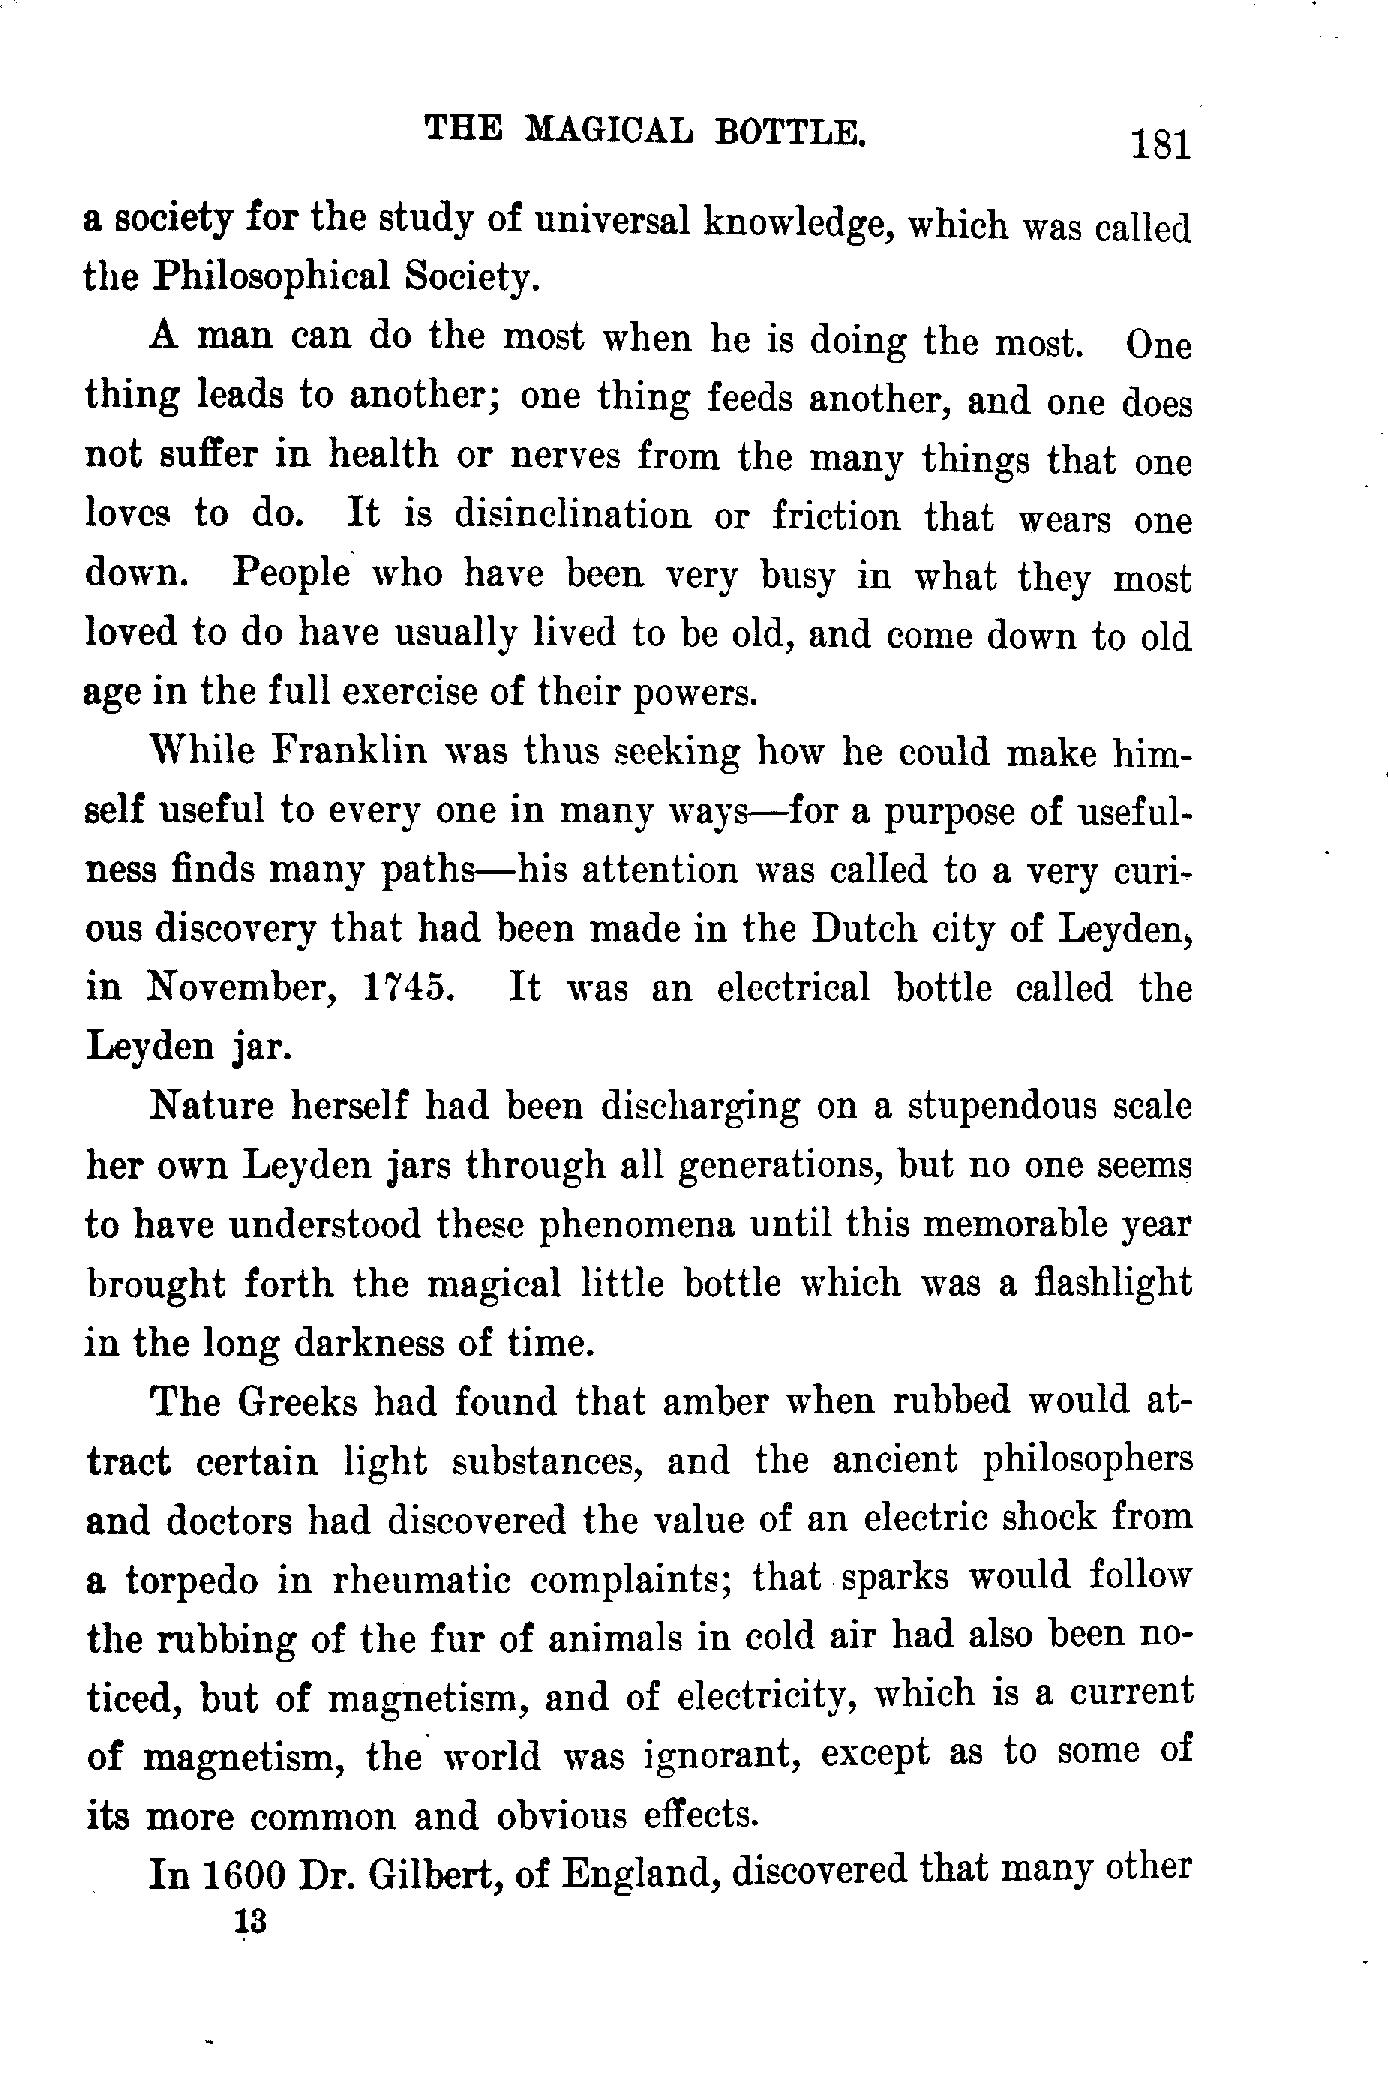 THE MAGICAL BOTTLE. 181
a society for the study of universal knowledge, which was called
the Philosophical Society.
A man can do the most when he is doing the most. One
thing leads to another; one thing feeds another, and one does
not suffer in health or nerves from the many things that one
loves to do. It is disinclination or friction that wears one
down. People who have been very busy in what they most
loved to do have usually lived to be old, and come down to old
age in the full exercise of their powers.
While Franklin was thus seeking how he could make him-
self useful to every one in many ways—for a purpose of useful-
ness finds many paths—his attention was called to a very curi-
ous discovery that had been made in the Dutch city of Leyden,
in November, 1745. It was an electrical bottle called the
Leyden jar.
Nature herself had been discharging on a stupendous scale
her own Leyden jars through all generations, but no one seems
to have understood these phenomena until this memorable year
brought forth the magical little bottle which was a flashlight
in the long darkness of time.
The Greeks had found that amber when rubbed would at-
tract certain light substances, and the ancient philosophers
and doctors had discovered the value of an electric shock from
a torpedo in rheumatic complaints; that sparks would follow
the rubbing of the fur of animals in cold air had also been no-
ticed, but of magnetism, and of electricity, which is a current
of magnetism, the world was ignorant, except as to some of
its more common and obvious effects.
In 1600 Dr. Gilbert, of England, discovered that many other
13